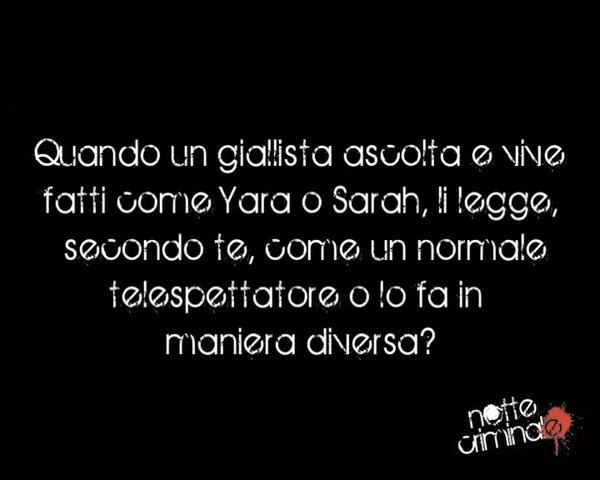 Quando un giallista ascolta e vive
fatti come Yara o Sarah, li legge,
secondo te, come un normale
telespettatore o lo fa in
maniera diversa?
notte
criminale